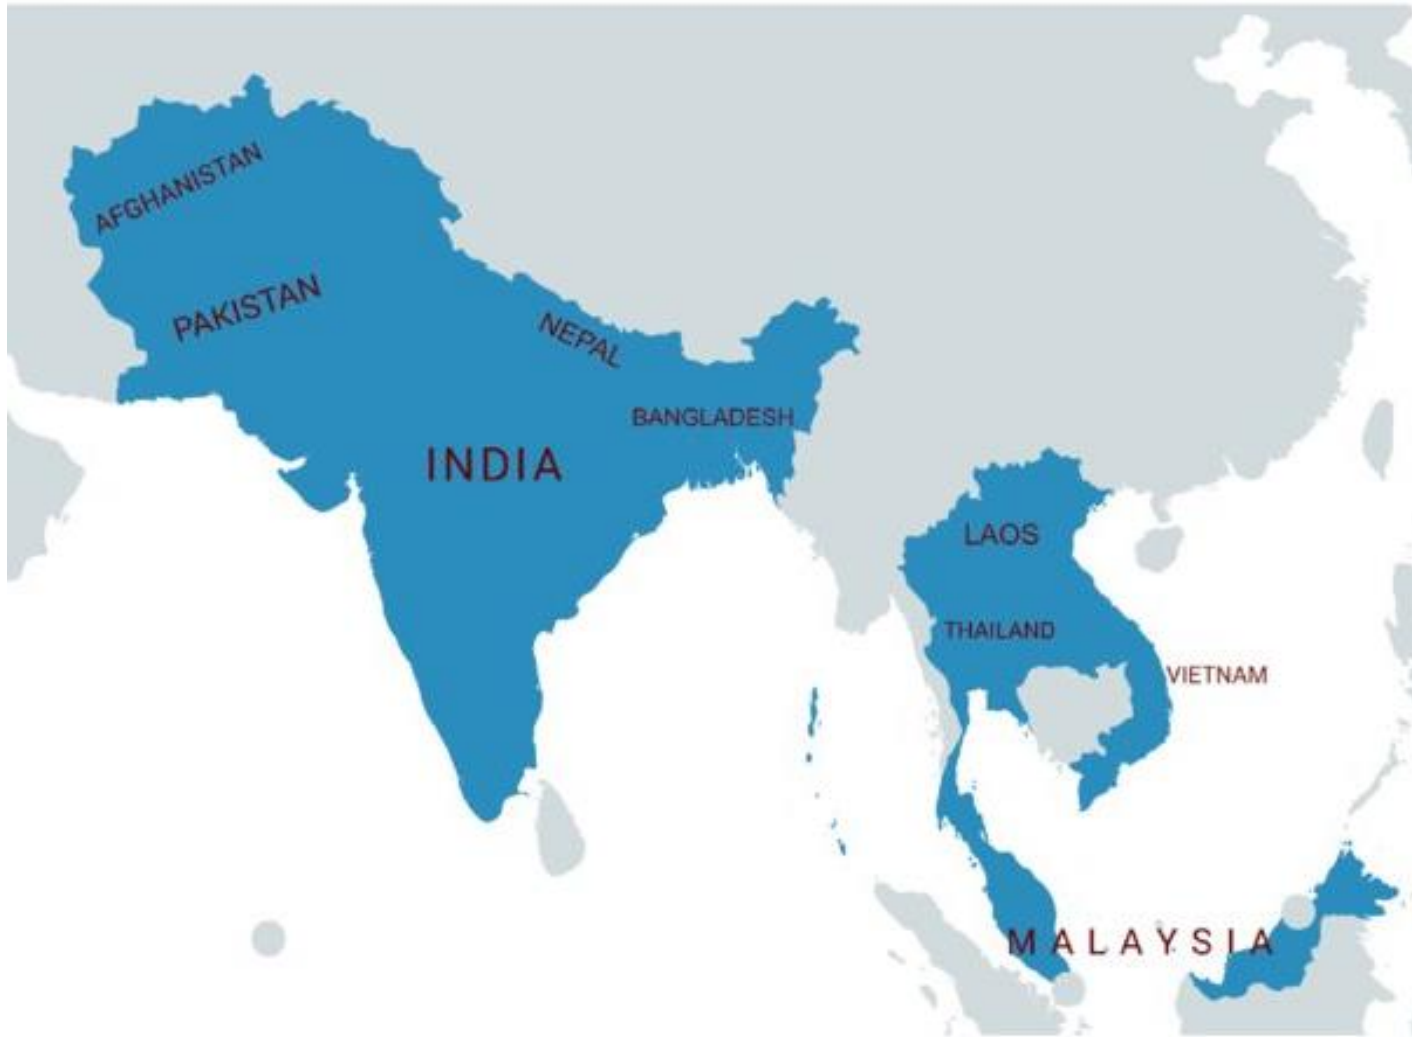 AFGHANISTAN
PAKISTAN
NEPAL
BANGLADESH
INDIA
LAOS
THAILAND
VIETNAM
MALAYSIA